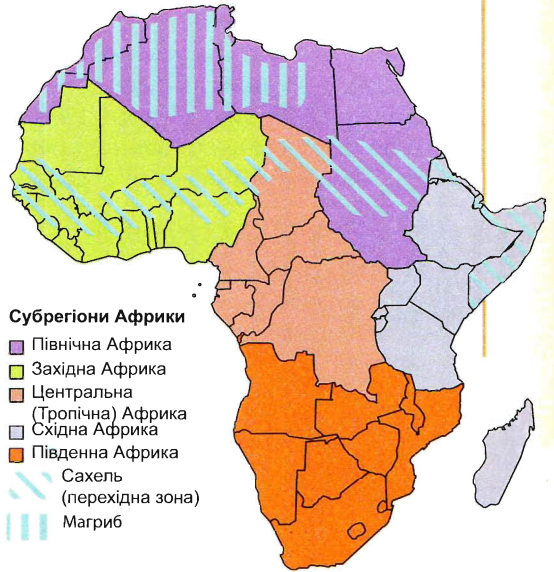 Субрегіони Африки
Північна Африка
Західна Африка
Центральна
(Тропічна) Африка
Східна Африка
Південна Африка
Сахель
(перехідна зона)
Магриб